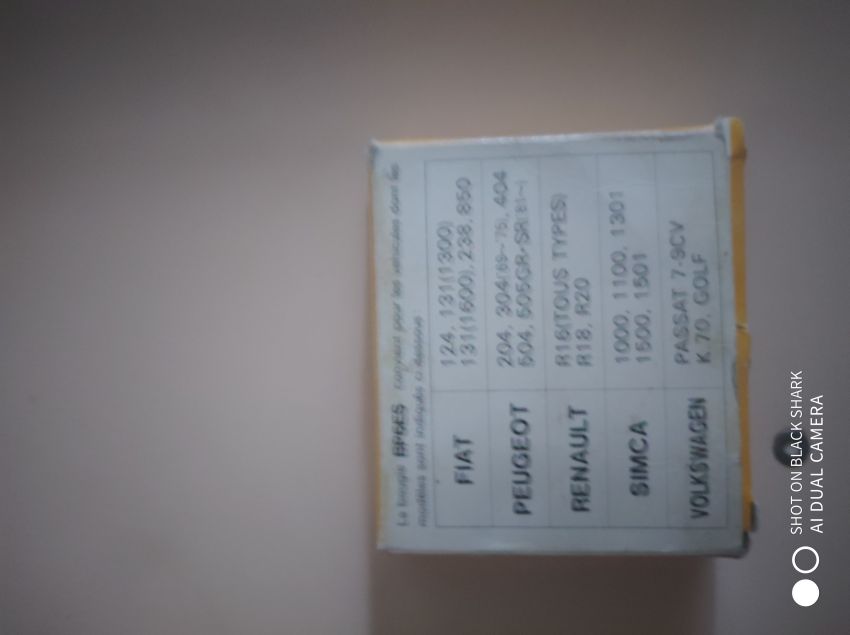 La bougie BP6ES convient pour les véhicules dont les
modèles sont indiqués ci-dessous:
FIAT
124, 131(1300)
131(1600), 238, 850
PEUGEOT
204, 304(69~75), 404
504, 505GR·SR(81~)
RENAULT
R16(TOUS TYPES)
R18, R20
SIMCA
1000, 1100, 1301
1500, 1501
VOLKSWAGEN
PASSAT 7-9CV
K 70, GOLF
SHOT ON BLACK SHARK
AI DUAL CAMERA